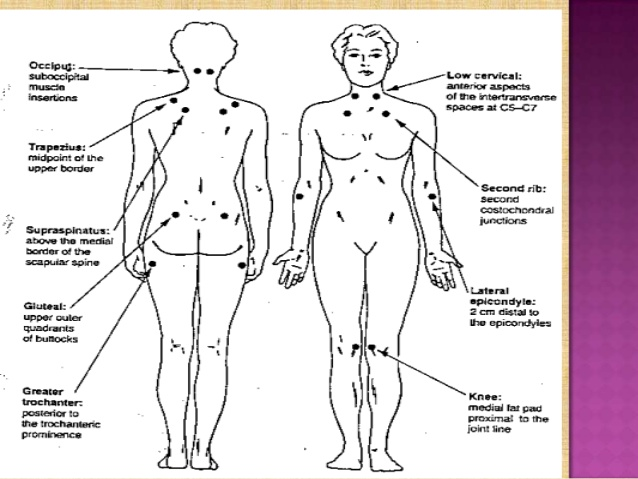 Occiput:
suboccipital
muscle
insertions
Trapezius:
midpoint of the
upper border
Supraspinatus:
above the medial
border of the
scapular spine
Gluteal:
upper outer
quadrants
of buttocks
Greater
trochanter:
posterior to
the trochanteric
prominence
Low cervical:
anterior aspects
of the intertransverse
spaces at C5–C7
Second rib:
second
costochondral
junctions
Lateral
epicondyle:
2 cm distal to
the epicondyles
Knee:
medial fat pad
proximal to the
joint line